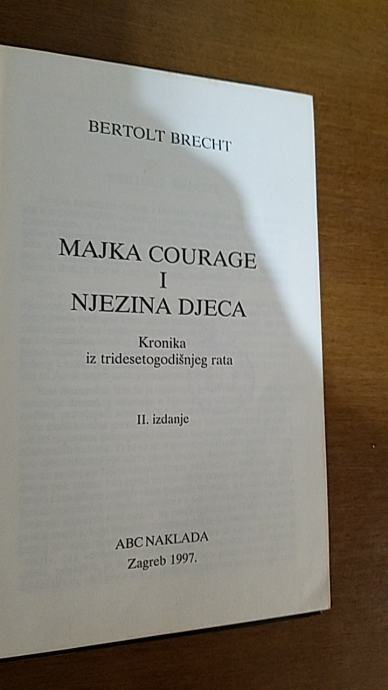 BERTOLT BRECHT
MAJKA COURAGE
I
NJEZINA DJECA
Kronika
iz tridesetogodišnjeg rata
II. izdanje
ABC NAKLADA
Zagreb 1997.